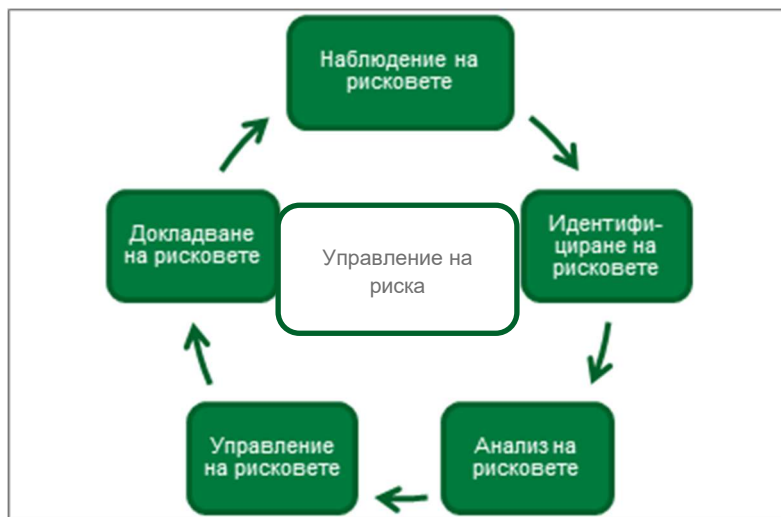 Наблюдение на
рисковете
Идентифи-
циране на
рисковете
Анализ на
рисковете
Управление
на рисковете
Докладване
на рисковете
Управление на
риска